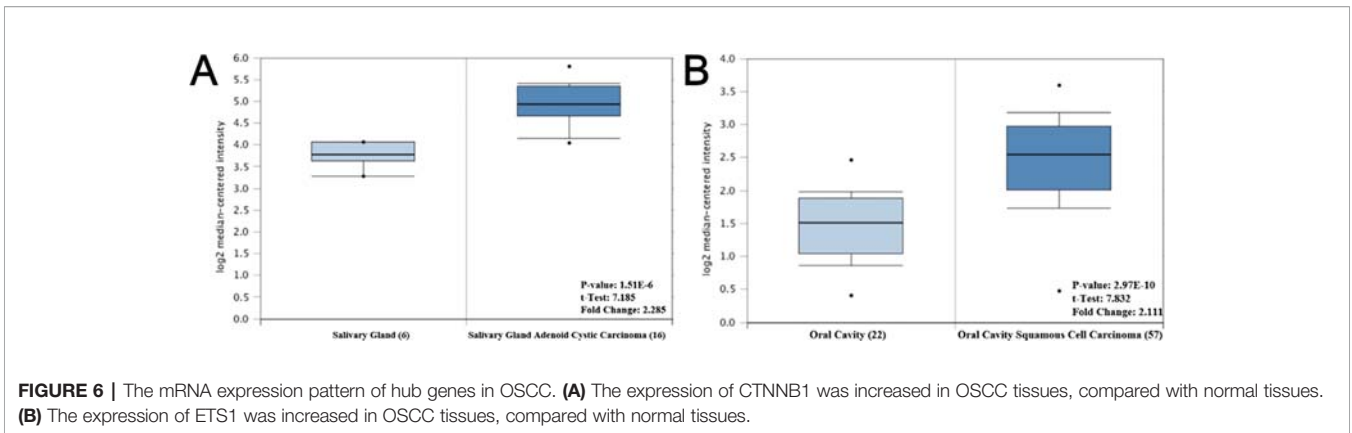 A
log2 median-centered intensity
6.0
5.5
5.0
4.5
4.0
3.5
3.0
2.5
2.0
1.5
1.0
0.5
0.0
P-value: 1.51E-6
t-Test: 7.185
Fold Change: 2.285
Salivary Gland (6)
Salivary Gland Adenoid Cystic Carcinoma (16)
B
log2 median-centered intensity
4.0
3.5
3.0
2.5
2.0
1.5
1.0
0.5
0.0
P-value: 2.97E-10
t-Test: 7.832
Fold Change: 2.111
Oral Cavity (22)
Oral Cavity Squamous Cell Carcinoma (57)
FIGURE 6 | The mRNA expression pattern of hub genes in OSCC. (A) The expression of CTNNB1 was increased in OSCC tissues, compared with normal tissues.
(B) The expression of ETS1 was increased in OSCC tissues, compared with normal tissues.